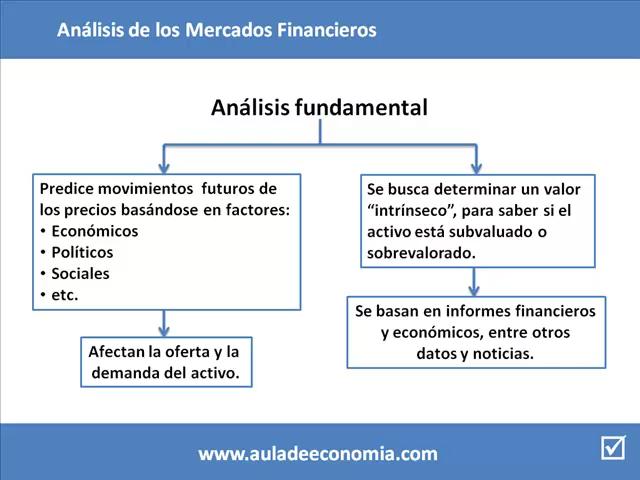 Análisis de los Mercados Financieros
Análisis fundamental
Predice movimientos futuros de
los precios basándose en factores:
• Económicos
• Políticos
• Sociales
• etc.
Afectan la oferta y la
demanda del activo.
Se busca determinar un valor
“intrínseco”, para saber si el
activo está subvaluado o
sobrevalorado.
Se basan en informes financieros
y económicos, entre otros
datos y noticias.
www.auladeeconomia.com